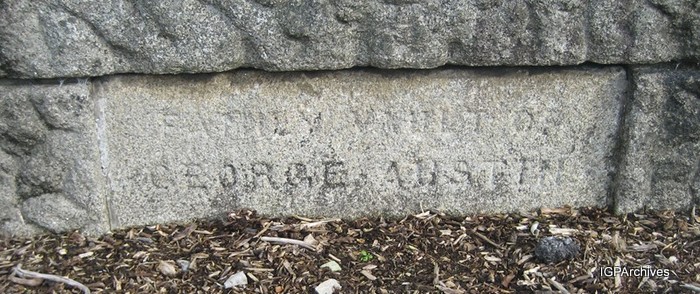 FAMILY VAULT OF
GEORGE AUSTIN
IGPArchives